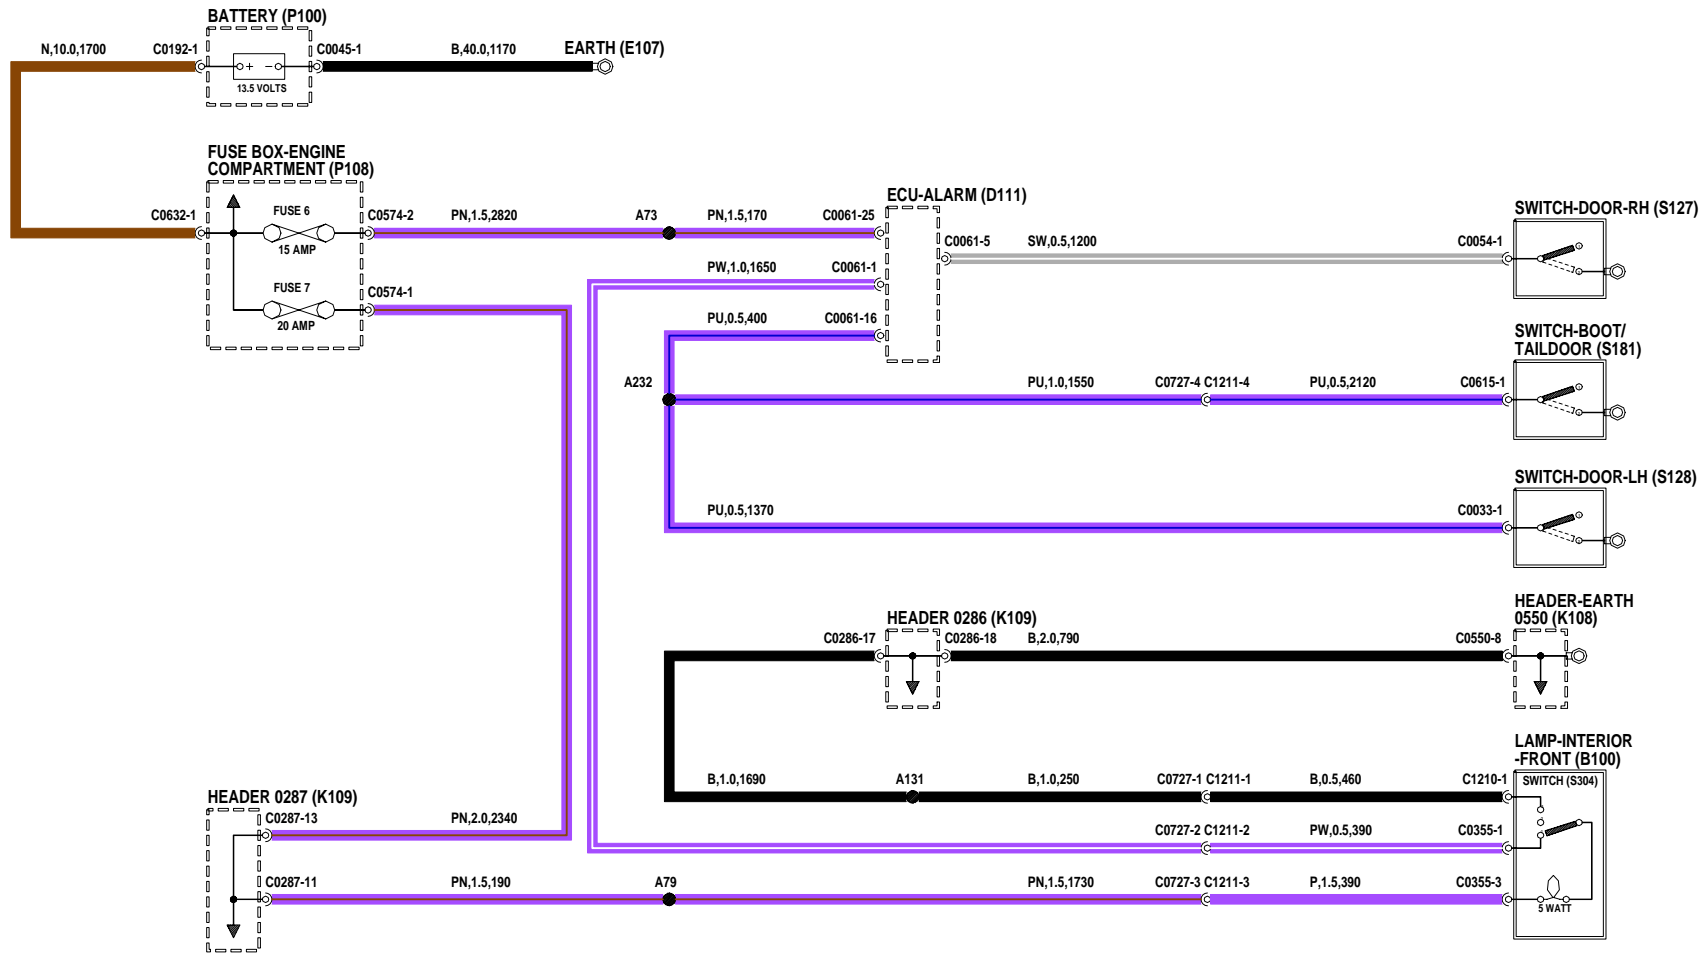 BATTERY (P100)
N,10.0,1700
C0192-1
C0045-1
B,40.0,1170
EARTH (E107)
+ -
13.5 VOLTS
FUSE BOX-ENGINE
COMPARTMENT (P108)
C0632-1
FUSE 6
15 AMP
C0574-2
PN,1.5,2820
A73
PN,1.5,170
C0061-25
FUSE 7
20 AMP
C0574-1
ECU-ALARM (D111)
C0061-5
SW,0.5,1200
C0054-1
SWITCH-DOOR-RH (S127)
PW,1.0,1650
C0061-1
PU,0.5,400
C0061-16
A232
PU,1.0,1550
C0727-4 C1211-4
PU,0.5,2120
C0615-1
SWITCH-BOOT/
TAILDOOR (S181)
PU,0.5,1370
C0033-1
SWITCH-DOOR-LH (S128)
HEADER 0286 (K109)
C0286-17
C0286-18
B,2.0,790
C0550-8
HEADER-EARTH
0550 (K108)
B,1.0,1690
A131
B,1.0,250
C0727-1 C1211-1
B,0.5,460
C1210-1
LAMP-INTERIOR
-FRONT (B100)
SWITCH (S304)
C0727-2 C1211-2
PW,0.5,390
C0355-1
HEADER 0287 (K109)
C0287-13
PN,2.0,2340
C0287-11
PN,1.5,190
A79
PN,1.5,1730
C0727-3 C1211-3
P,1.5,390
C0355-3
5 WATT